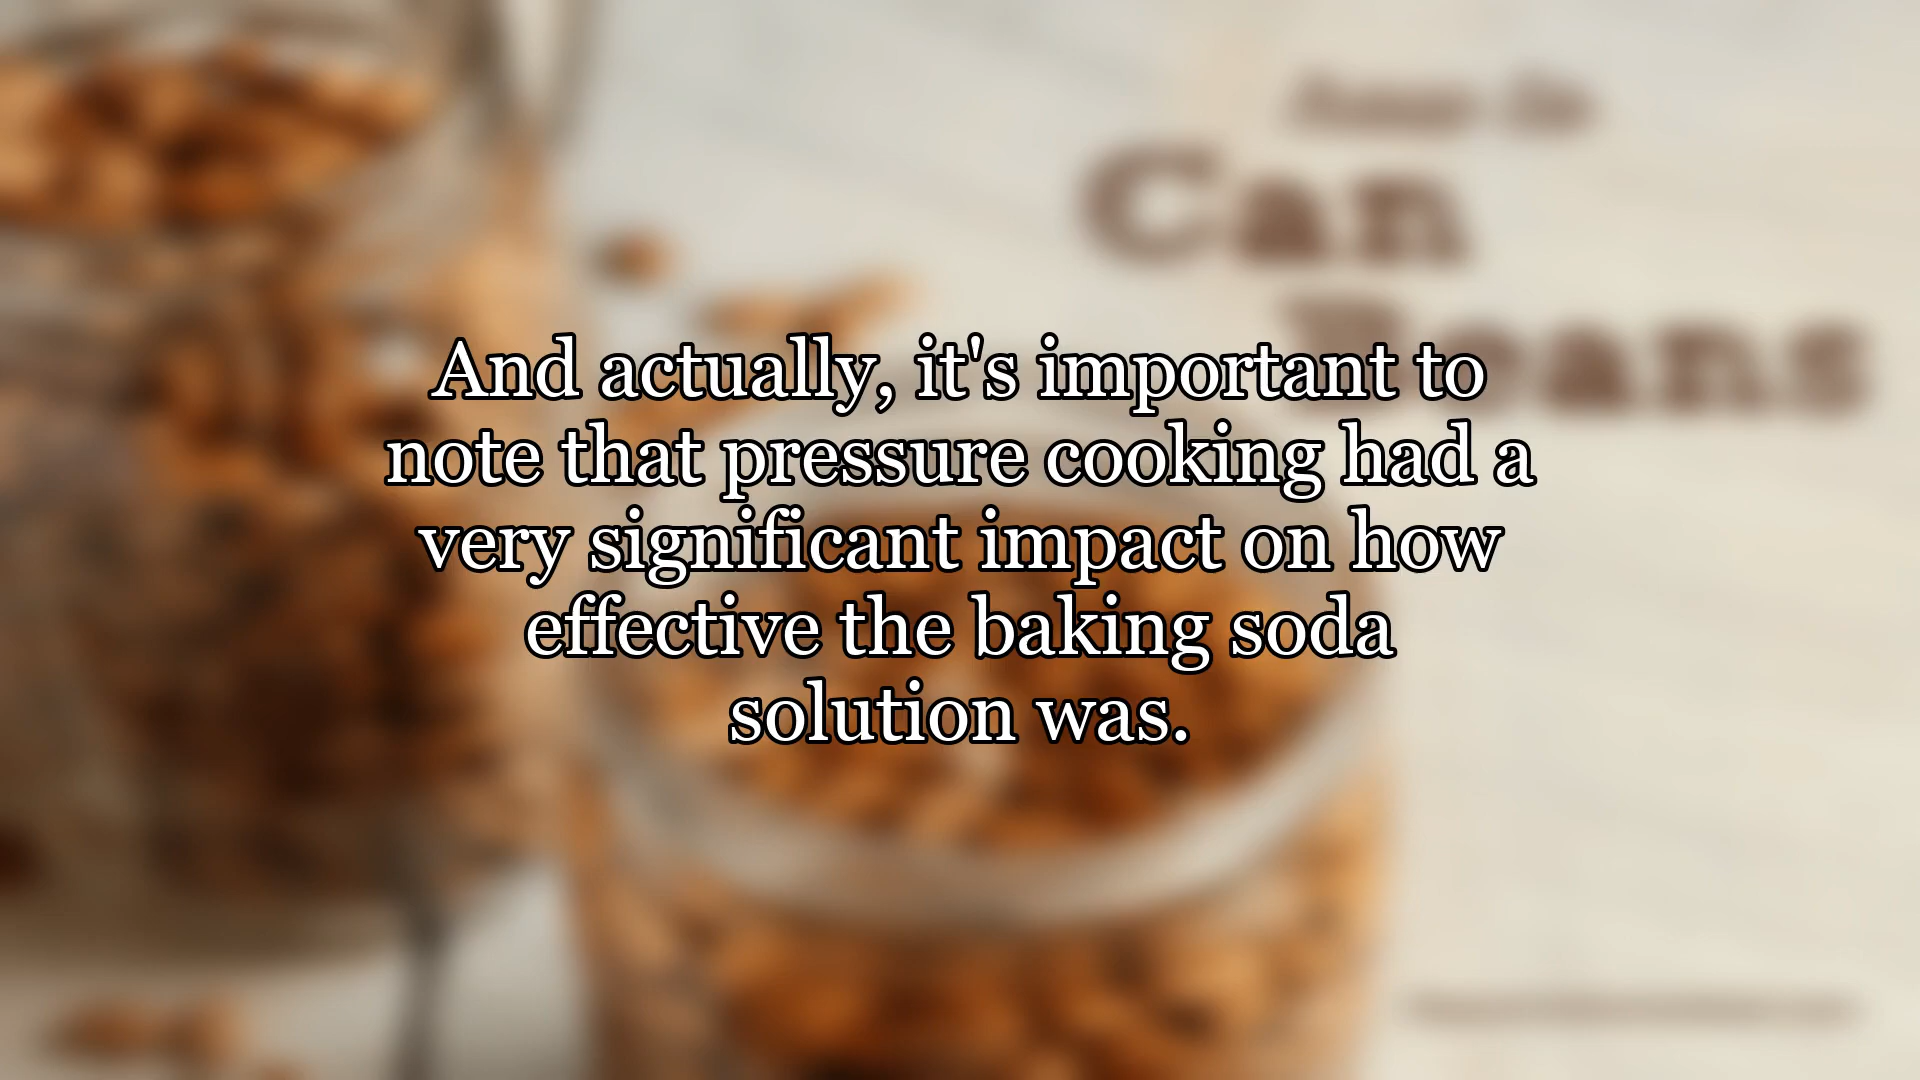 Can
Beans
And actually, it's important to
note that pressure cooking had a
very significant impact on how
effective the baking soda
solution was.